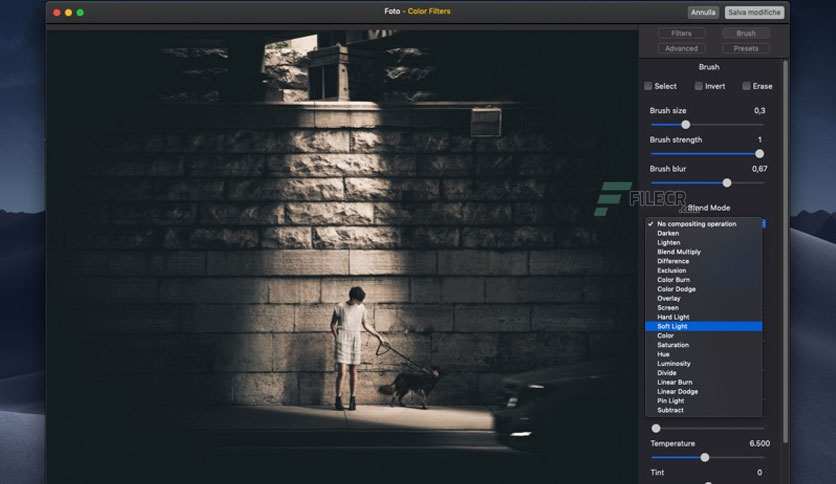 Foto - Color Filters
Annulla
Salva modifiche
Filters
Brush
Advanced
Presets
Brush
Select
Invert
Erase
Brush size 0,3
Brush strength 1
Brush blur 0,67
FILECR
Blend Mode
✓ No compositing operation
Darken
Lighten
Blend Multiply
Difference
Exclusion
Color Burn
Color Dodge
Overlay
Screen
Hard Light
Soft Light
Color
Saturation
Hue
Luminosity
Divide
Linear Burn
Linear Dodge
Pin Light
Subtract
Temperature 6.500
Tint 0